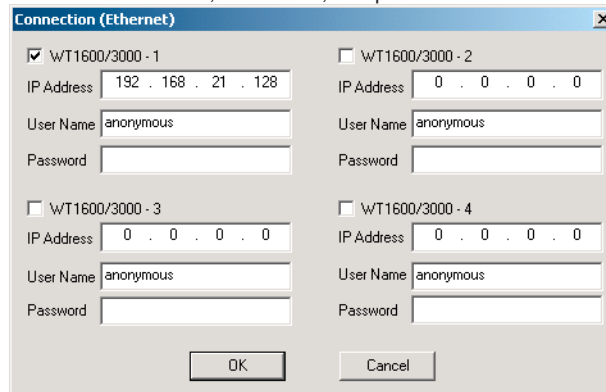 Connection (Ethernet)
WT1600/3000 - 1
IP Address 192 . 168 . 21 . 128
User Name anonymous
Password
WT1600/3000 - 2
IP Address 0 . 0 . 0 . 0
User Name anonymous
Password
WT1600/3000 - 3
IP Address 0 . 0 . 0 . 0
User Name anonymous
Password
WT1600/3000 - 4
IP Address 0 . 0 . 0 . 0
User Name anonymous
Password
OK
Cancel